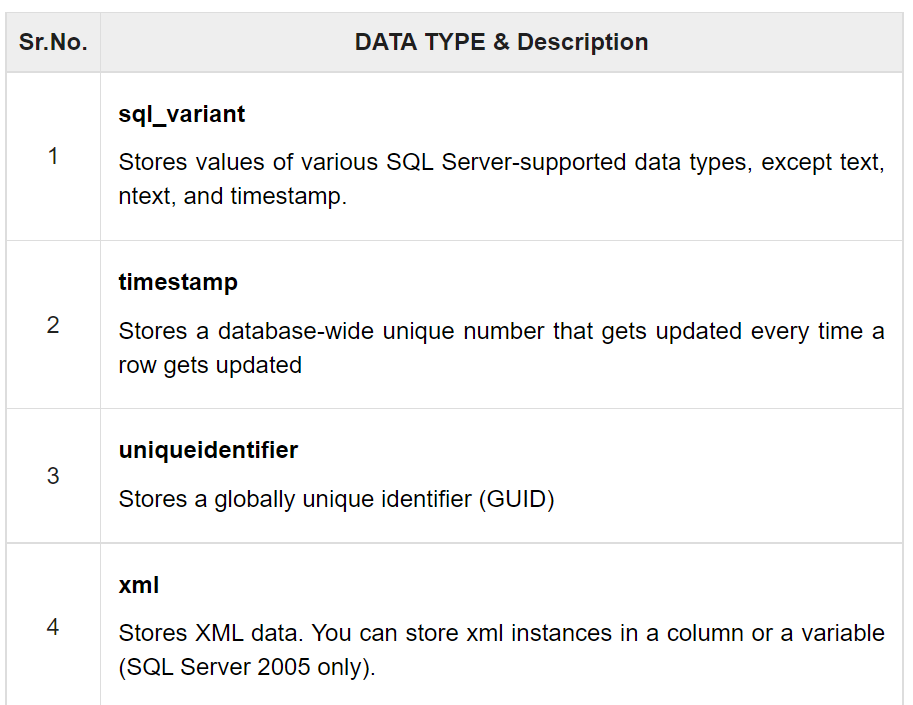 Sr.No. DATA TYPE & Description
sql_variant
1
Stores values of various SQL Server-supported data types, except text,
ntext, and timestamp.
timestamp
2
Stores a database-wide unique number that gets updated every time a
row gets updated
uniqueidentifier
3
Stores a globally unique identifier (GUID)
xml
4
Stores XML data. You can store xml instances in a column or a variable
(SQL Server 2005 only).